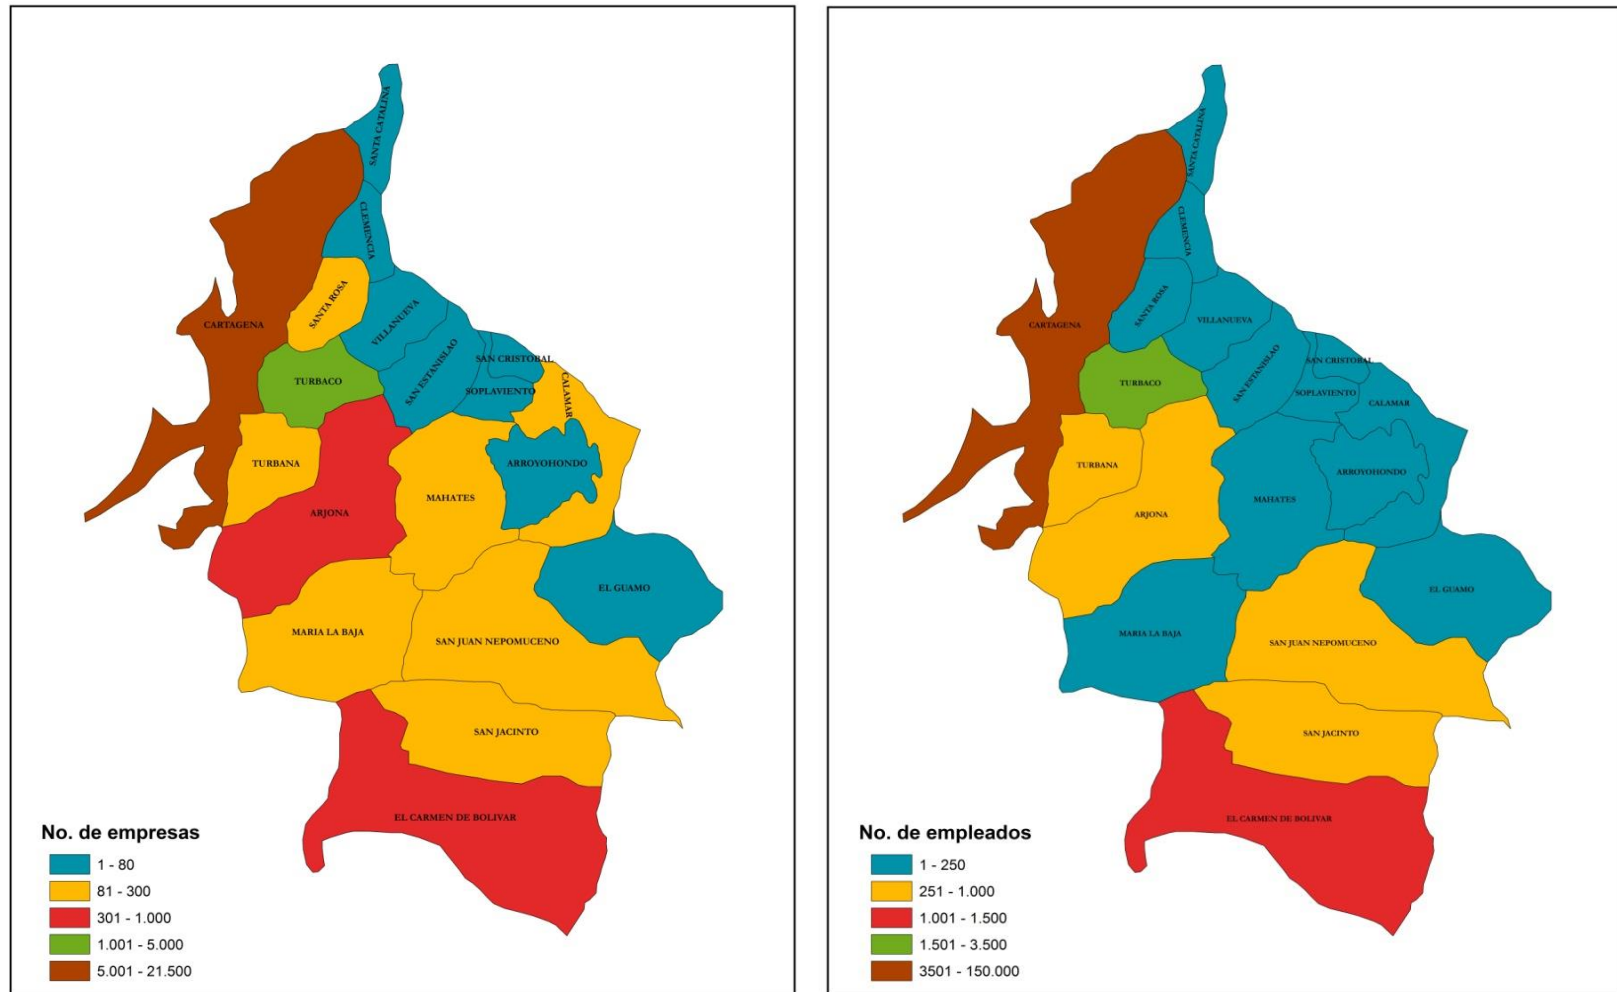 SANTA CATALINA
CLEMENCIA
SANTA ROSA
VILLANUEVA
CARTAGENA
SAN ESTANISLAO
SAN CRISTOBAL
TURBACO
SOPLAVIENTO
CALAMAR
TURBANA
ARROYOHONDO
MAHATES
ARJONA
EL GUAMO
MARIA LA BAJA
SAN JUAN NEPOMUCENO
SAN JACINTO
EL CARMEN DE BOLIVAR
No. de empresas
1 - 80
81 - 300
301 - 1.000
1.001 - 5.000
5.001 - 21.500
SANTA CATALINA
CLEMENCIA
SANTA ROSA
VILLANUEVA
CARTAGENA
SAN ESTANISLAO
SAN CRISTOBAL
TURBACO
SOPLAVIENTO
CALAMAR
TURBANA
ARROYOHONDO
MAHATES
ARJONA
EL GUAMO
MARIA LA BAJA
SAN JUAN NEPOMUCENO
SAN JACINTO
EL CARMEN DE BOLIVAR
No. de empleados
1 - 250
251 - 1.000
1.001 - 1.500
1.501 - 3.500
3501 - 150.000